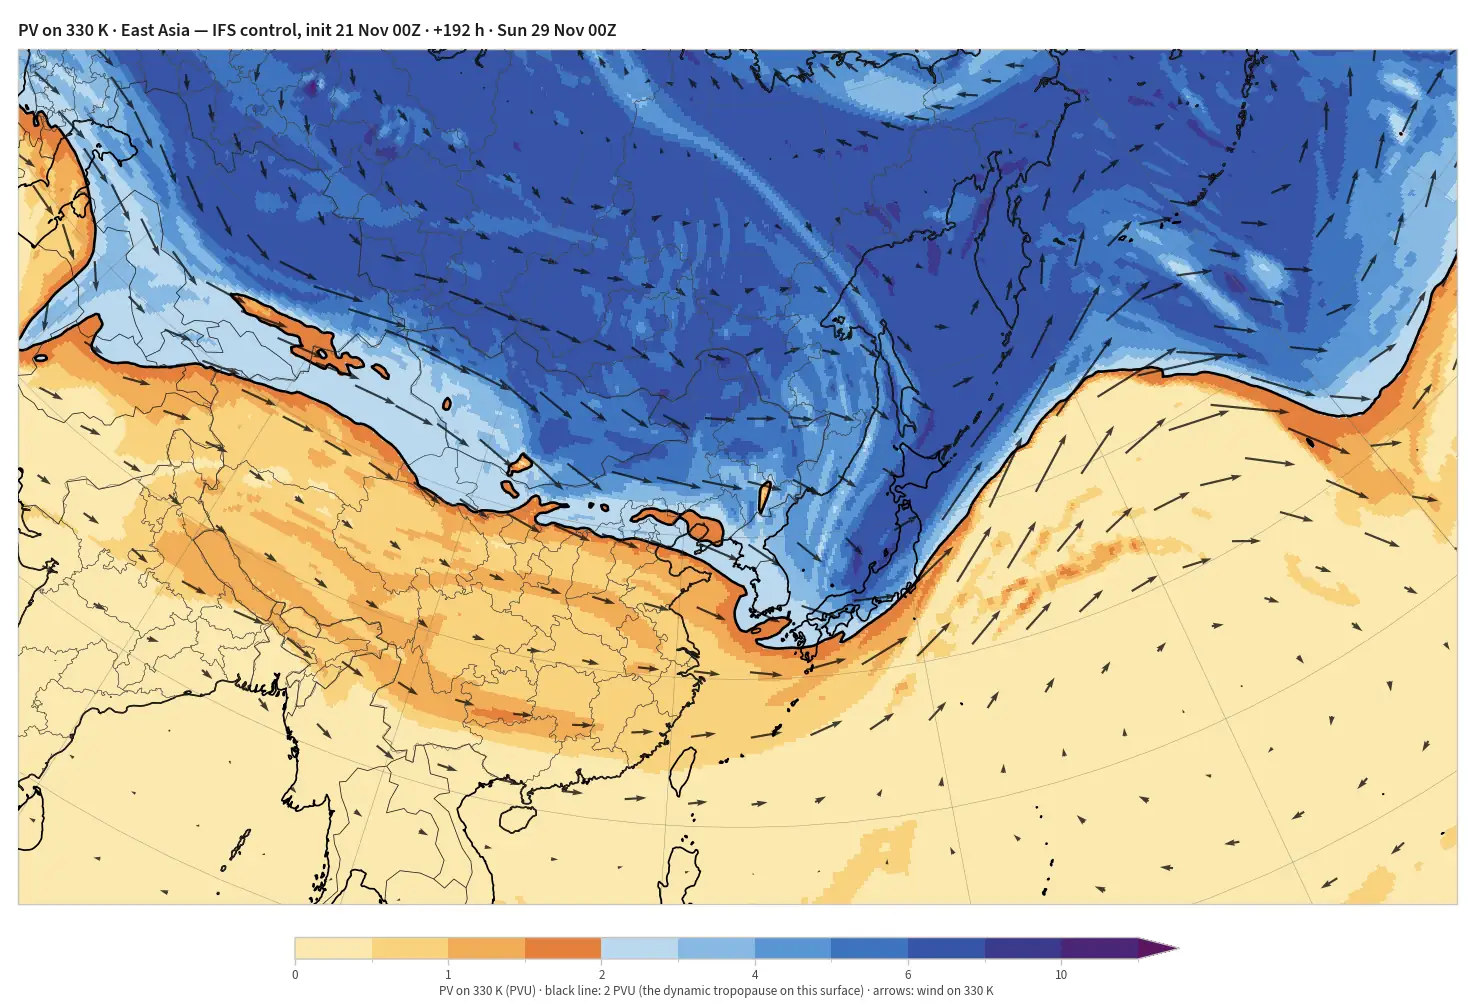 PV on 330 K · East Asia — IFS control, init 21 Nov 00Z · +192 h · Sun 29 Nov 00Z
0 1 2 4 6 10
PV on 330 K (PVU) · black line: 2 PVU (the dynamic tropopause on this surface) · arrows: wind on 330 K